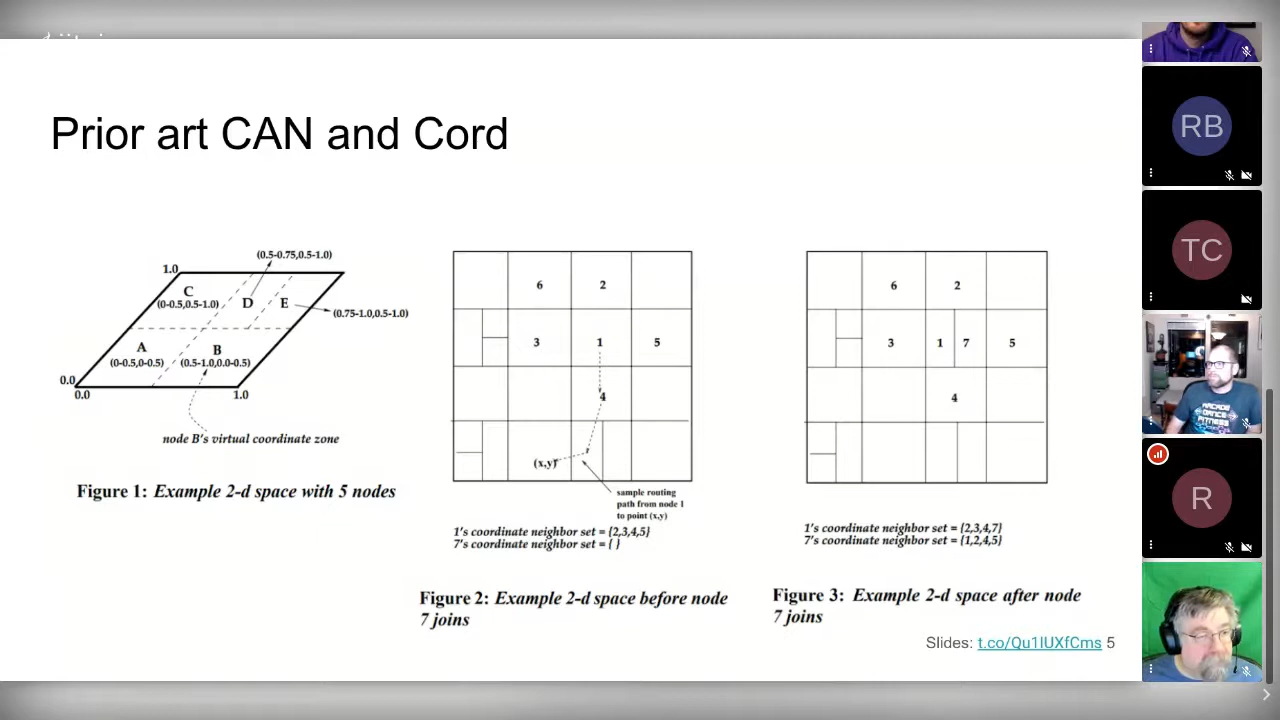 Prior art CAN and Cord
(0.5-0.75,0.5-1.0)
1.0
C
(0-0.5,0.5-1.0)
D
E
(0.75-1.0,0.5-1.0)
A
(0-0.5,0-0.5)
B
(0.5-1.0,0.0-0.5)
0.0
0.0
1.0
node B's virtual coordinate zone
Figure 1: Example 2-d space with 5 nodes
6
2
3
1
5
4
(x,y)
sample routing
path from node 1
to point (x,y)
1's coordinate neighbor set = {2,3,4,5}
7's coordinate neighbor set = { }
Figure 2: Example 2-d space before node
7 joins
6
2
3
1
7
5
4
1's coordinate neighbor set = {2,3,4,7}
7's coordinate neighbor set = {1,2,4,5}
Figure 3: Example 2-d space after node
7 joins
Slides: t.co/Qu1lUXfCms 5
RB
TC
ARCADE
DANCE
FITNESS
R